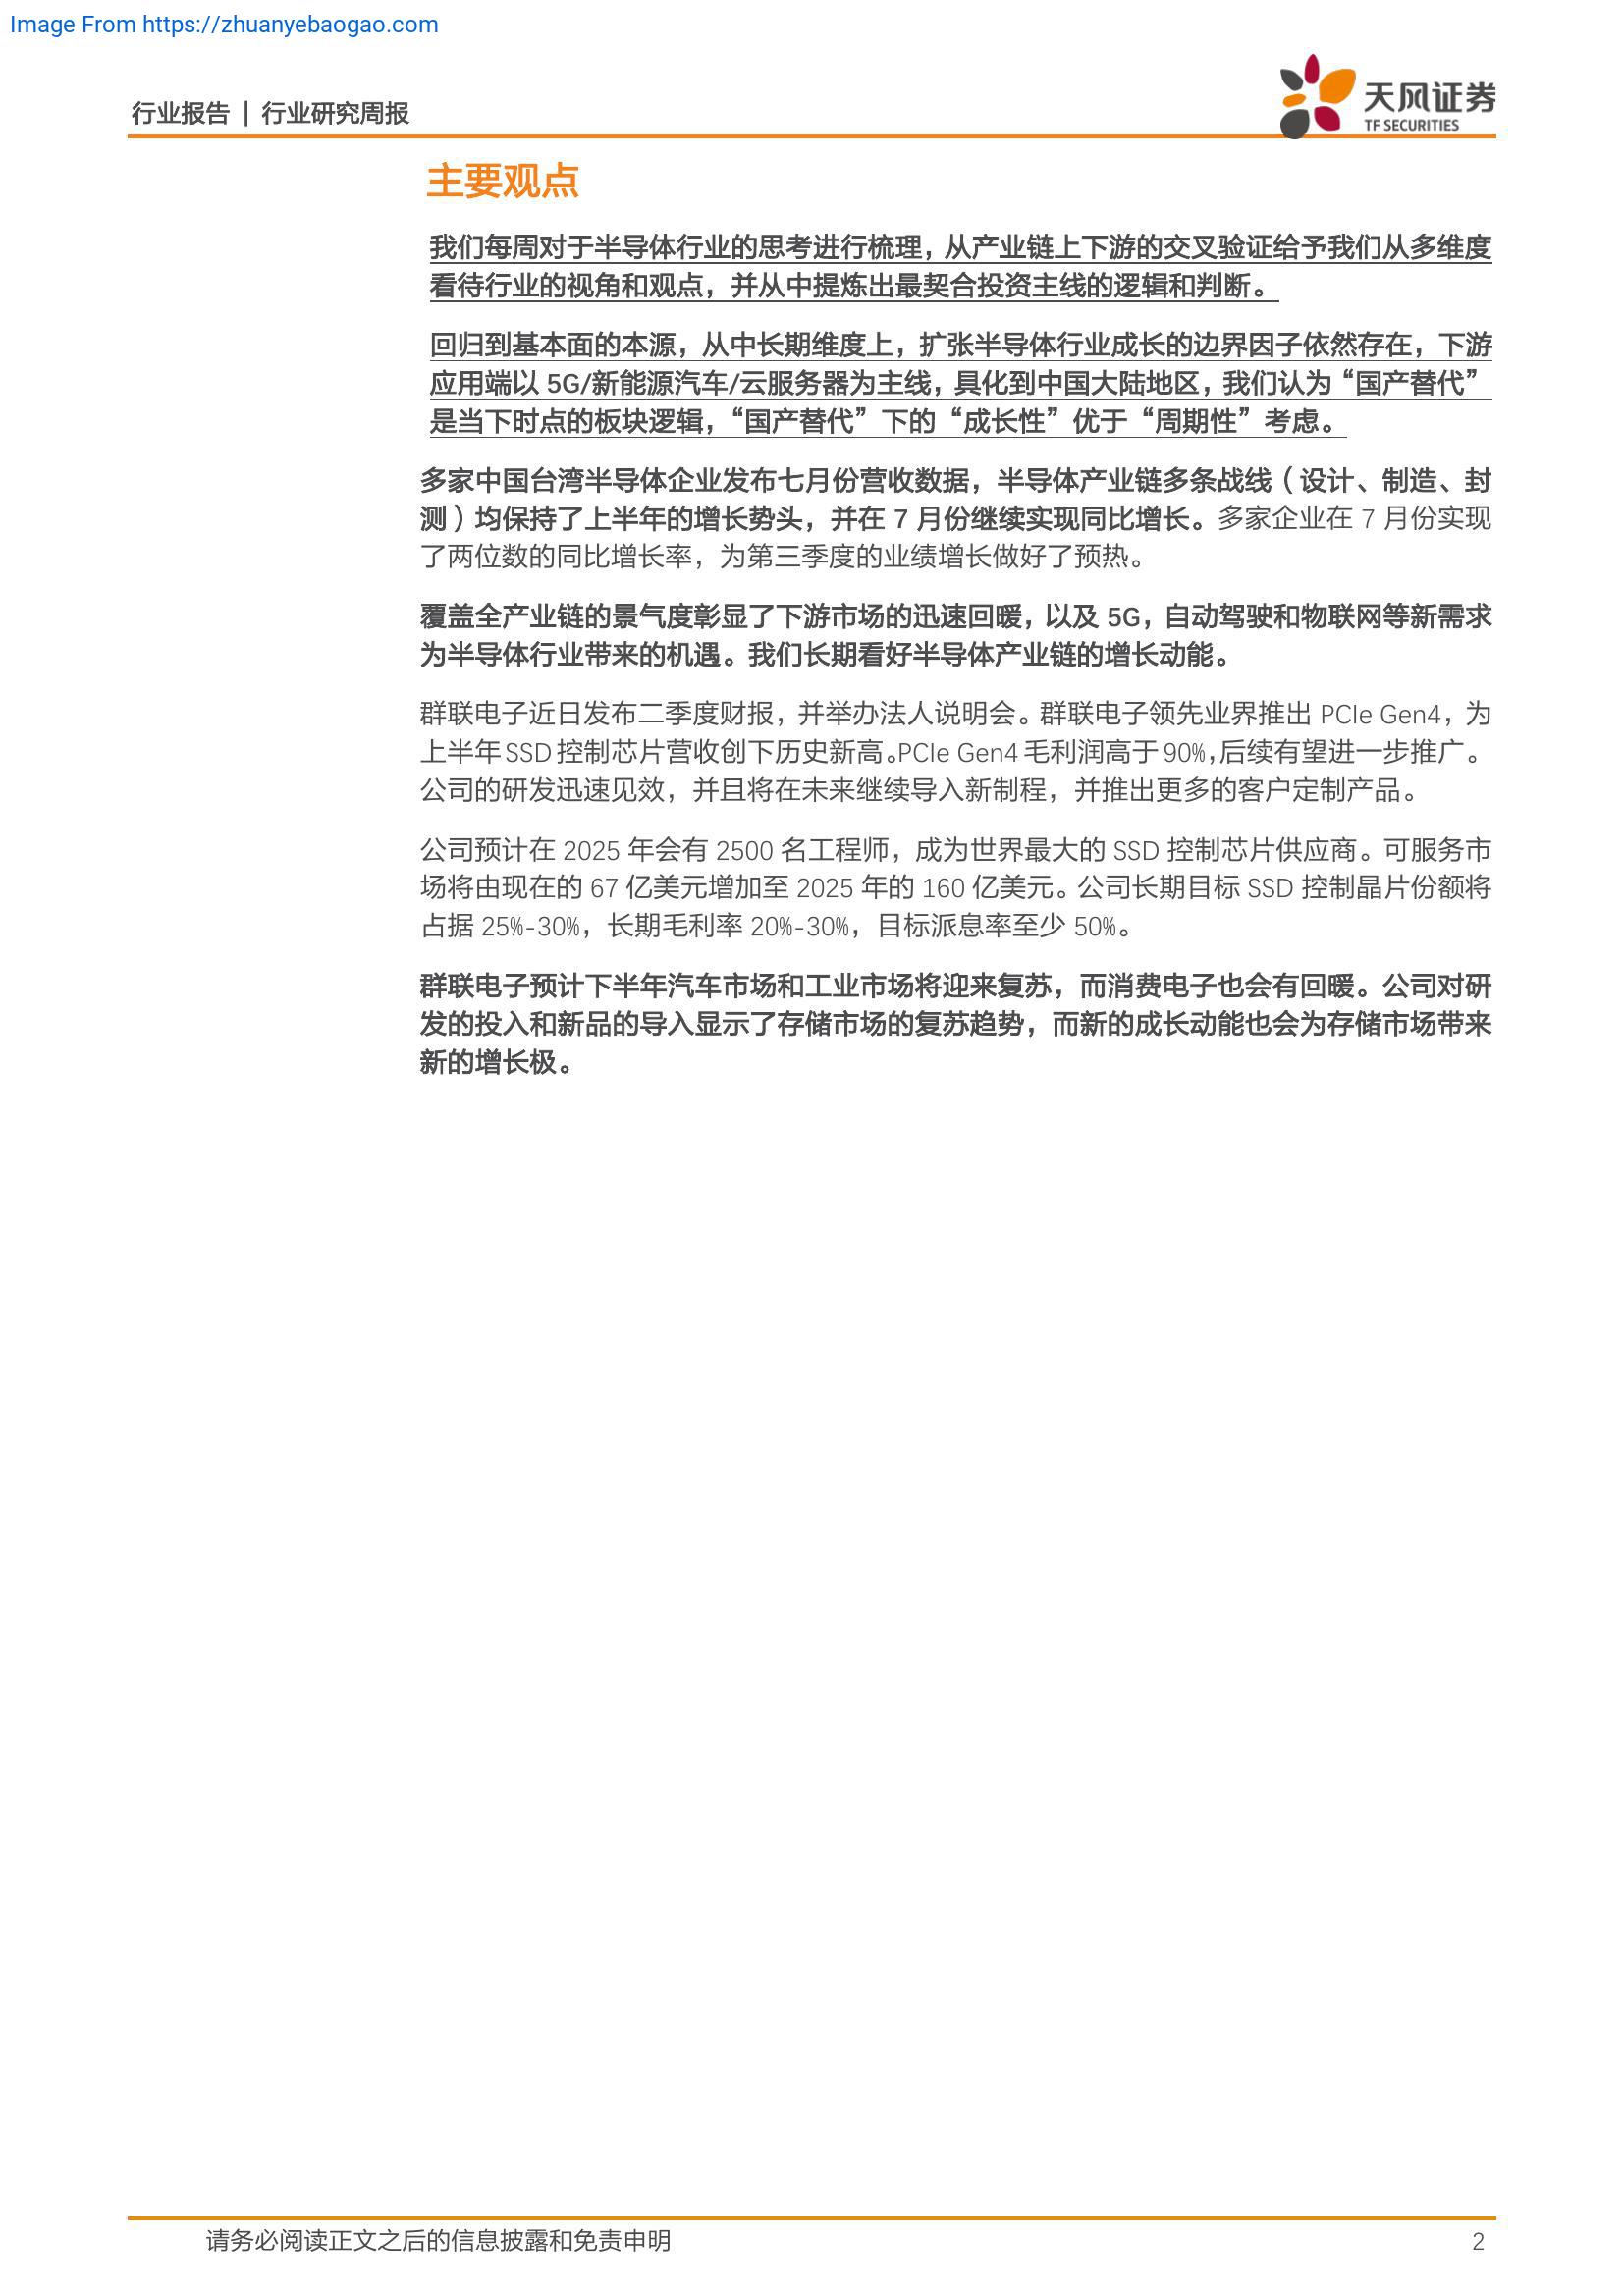 Image From https://zhuanyebaogao.com
行业报告 | 行业研究周报
天风证券
TF SECURITIES
主要观点
我们每周对于半导体行业的思考进行梳理，从产业链上下游的交叉验证给予我们从多维度
看待行业的视角和观点，并从中提炼出最契合投资主线的逻辑和判断。
回归到基本面的本源，从中长期维度上，扩张半导体行业成长的边界因子依然存在，下游
应用端以 5G/新能源汽车/云服务器为主线，具化到中国大陆地区，我们认为“国产替代”
是当下时点的板块逻辑，“国产替代”下的“成长性”优于“周期性”考虑。
多家中国台湾半导体企业发布七月份营收数据，半导体产业链多条战线（设计、制造、封
测）均保持了上半年的增长势头，并在 7 月份继续实现同比增长。多家企业在 7 月份实现
了两位数的同比增长率，为第三季度的业绩增长做好了预热。
覆盖全产业链的景气度彰显了下游市场的迅速回暖，以及 5G，自动驾驶和物联网等新需求
为半导体行业带来的机遇。我们长期看好半导体产业链的增长动能。
群联电子近日发布二季度财报，并举办法人说明会。群联电子领先业界推出 PCIe Gen4，为
上半年 SSD 控制芯片营收创下历史新高。PCIe Gen4 毛利润高于 90%，后续有望进一步推广。
公司的研发迅速见效，并且将在未来继续导入新制程，并推出更多的客户定制产品。
公司预计在 2025 年会有 2500 名工程师，成为世界最大的 SSD 控制芯片供应商。可服务市
场将由现在的 67 亿美元增加至 2025 年的 160 亿美元。公司长期目标 SSD 控制晶片份额将
占据 25%-30%，长期毛利率 20%-30%，目标派息率至少 50%。
群联电子预计下半年汽车市场和工业市场将迎来复苏，而消费电子也会有回暖。公司对研
发的投入和新品的导入显示了存储市场的复苏趋势，而新的成长动能也会为存储市场带来
新的增长极。
请务必阅读正文之后的信息披露和免责申明
2